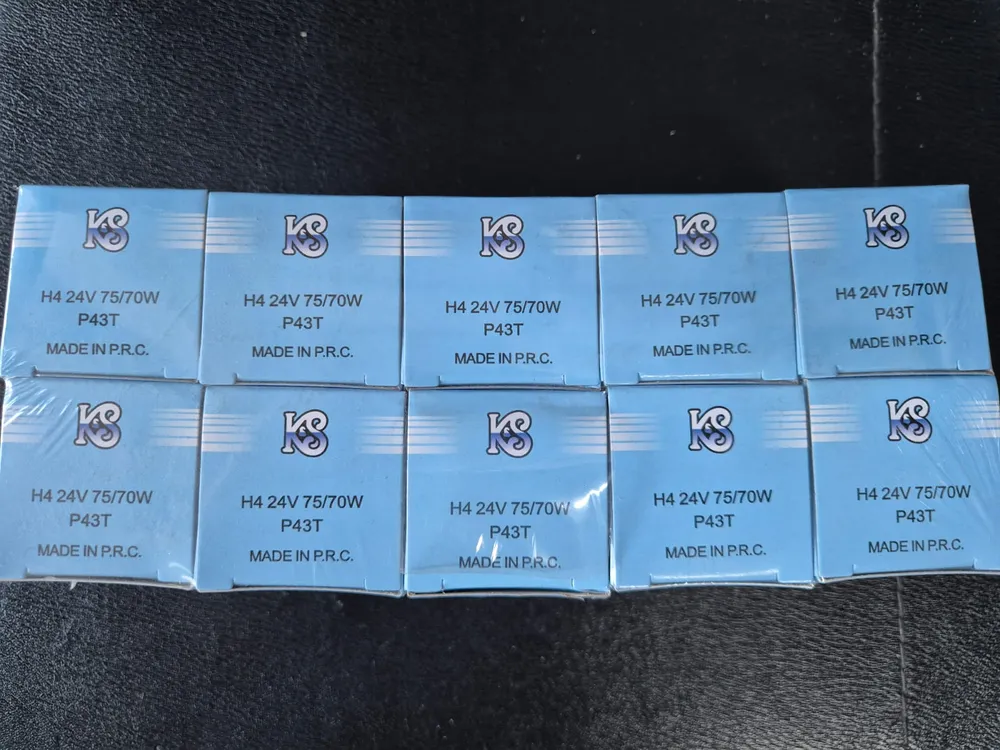 KS
H4 24V 75/70W
P43T
MADE IN P.R.C.
KS
H4 24V 75/70W
P43T
MADE IN P.R.C.
KS
H4 24V 75/70W
P43T
MADE IN P.R.C.
KS
H4 24V 75/70W
P43T
MADE IN P.R.C.
KS
H4 24V 75/70W
P43T
MADE IN P.R.C.
KS
H4 24V 75/70W
P43T
MADE IN P.R.C.
KS
H4 24V 75/70W
P43T
MADE IN P.R.C.
KS
H4 24V 75/70W
P43T
MADE IN P.R.C.
KS
H4 24V 75/70W
P43T
MADE IN P.R.C.
KS
H4 24V 75/70W
P43T
MADE IN P.R.C.